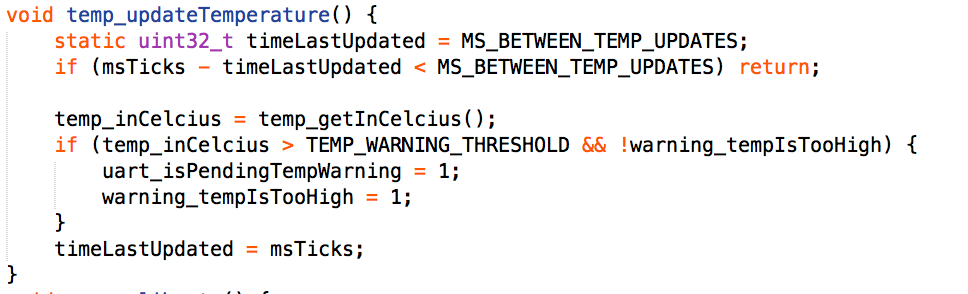 void temp_updateTemperature() {
    static uint32_t timeLastUpdated = MS_BETWEEN_TEMP_UPDATES;
    if (msTicks - timeLastUpdated < MS_BETWEEN_TEMP_UPDATES) return;

    temp_inCelcius = temp_getInCelcius();
    if (temp_inCelcius > TEMP_WARNING_THRESHOLD && !warning_tempIsTooHigh) {
        uart_isPendingTempWarning = 1;
        warning_tempIsTooHigh = 1;
    }
    timeLastUpdated = msTicks;
}